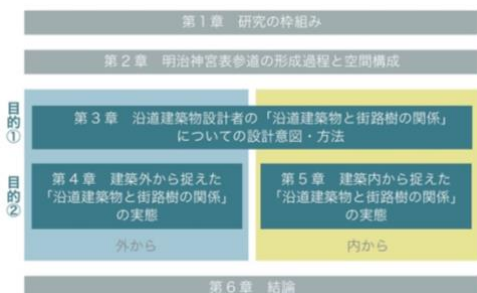 第１章　研究の枠組み
第２章　明治神宮表参道の形成過程と空間構成
目的①
第３章　沿道建築物設計者の「沿道建築物と街路樹の関係」
についての設計意図・方法
目的②
第４章　建築外から捉えた
「沿道建築物と街路樹の関係」
の実態
第５章　建築内から捉えた
「沿道建築物と街路樹の関係」
の実態
外から
内から
第６章　結論